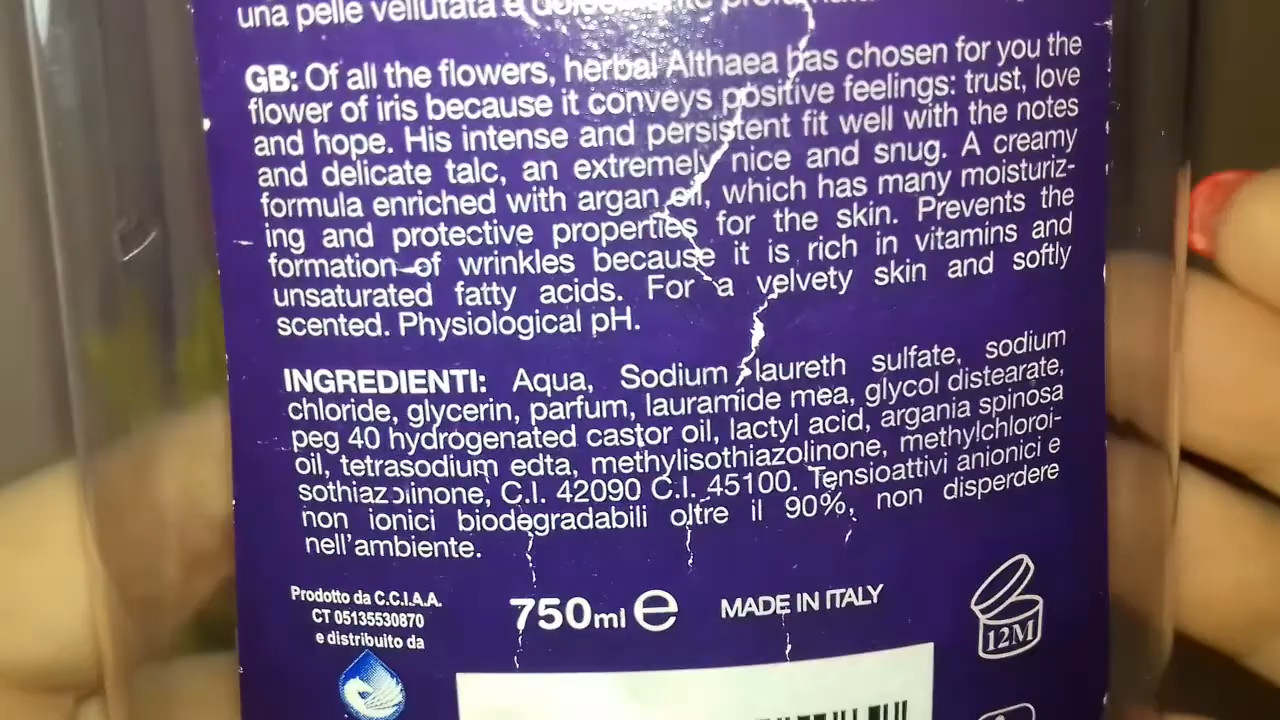 una pelle vellutata e
GB: Of all the flowers, herbal Althaea has chosen for you the
flower of iris because it conveys positive feelings: trust, love
and hope. His intense and persistent fit well with the notes
and delicate talc, an extremely nice and snug. A creamy
formula enriched with argan oil, which has many moisturiz-
ing and protective properties for the skin. Prevents the
formation of wrinkles because it is rich in vitamins and
unsaturated fatty acids. For a velvety skin and softly
scented. Physiological pH.
INGREDIENTI: Aqua, Sodium laureth sulfate, sodium
chloride, glycerin, parfum, lauramide mea, glycol distearate,
peg 40 hydrogenated castor oil, lactyl acid, argania spinosa
oil, tetrasodium edta, methylisothiazolinone, methylchloroi-
sothiazolinone, C.I. 42090 C.I. 45100. Tensioattivi anionici e
non ionici biodegradabili oltre il 90%, non disperdere
nell'ambiente.
Prodotto da C.C.I.A.A.
CT 05135530870
e distribuito da
750ml e
MADE IN ITALY
12M